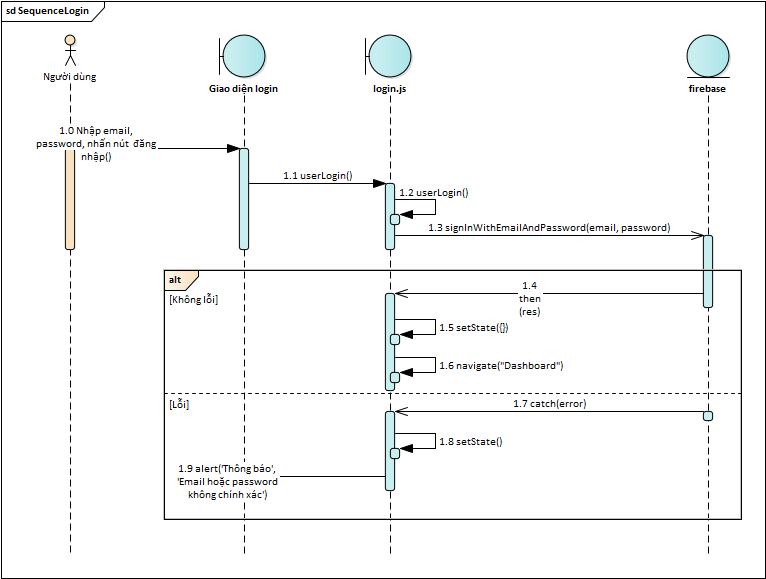 sd SequenceLogin
Người dùng
Giao diện login
login.js
firebase
1.0 Nhập email,
password, nhấn nút đăng
nhập()
1.1 userLogin()
1.2 userLogin()
1.3 signInWithEmailAndPassword(email, password)
alt
[Không lỗi]
1.4
then
(res)
1.5 setState({})
1.6 navigate("Dashboard")
[Lỗi]
1.7 catch(error)
1.8 setState()
1.9 alert('Thông báo',
'Email hoặc password
không chính xác')